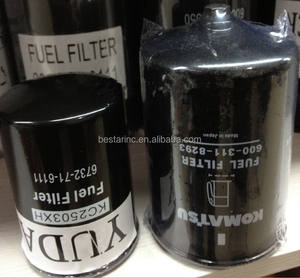 FUEL FILTER
bestarinc.en.alibaba.com
YUDA
KC2503XH
Fuel Filter
6732-71-6111
KOMATSU
FUEL FILTER
600-311-8293
Made in Japan